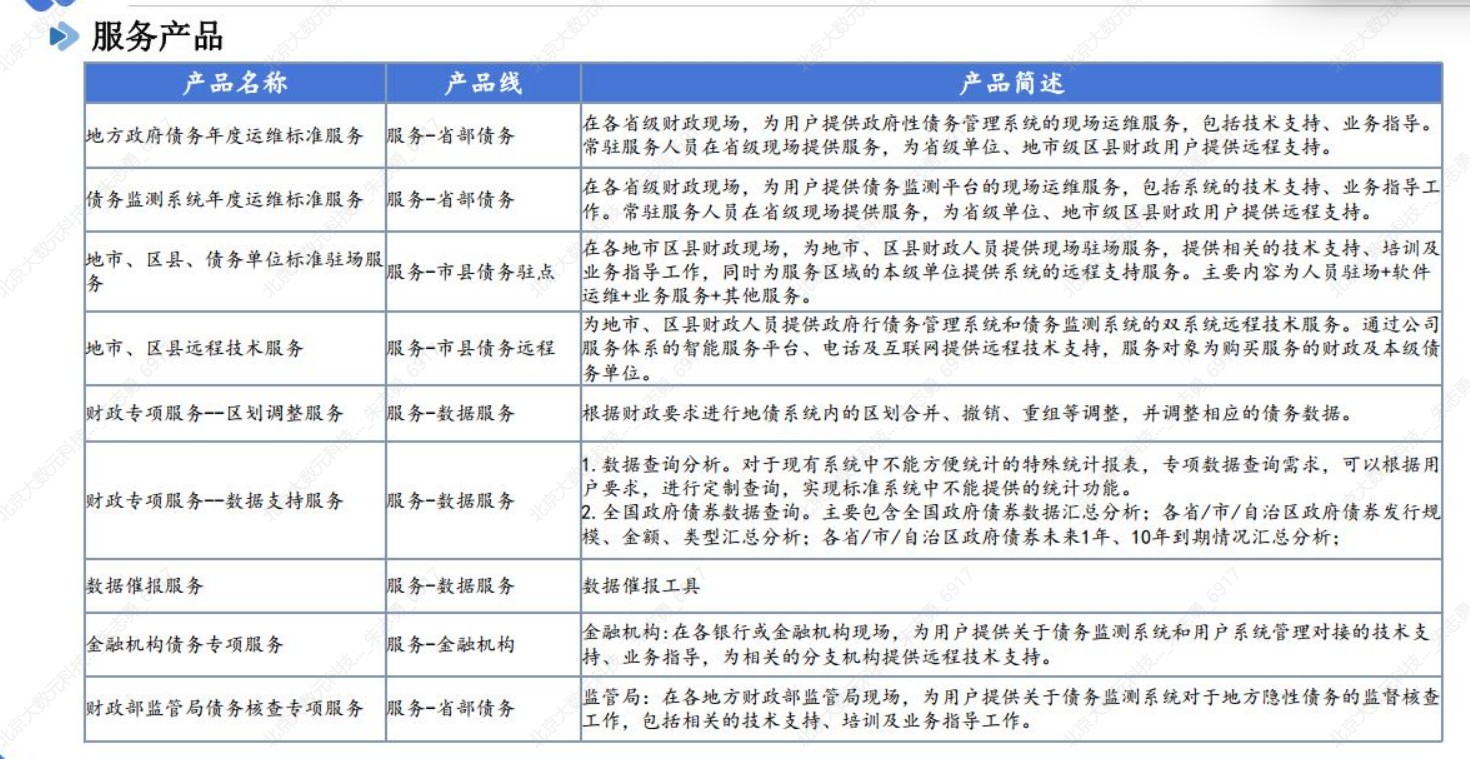 服务产品
产品名称 产品线 产品简述
地方政府债务年度运维标准服务 服务-省部债务
在各省级财政现场，为用户提供政府性债务管理系统的现场运维服务，包括技术支持、业务指导。
常驻服务人员在省级现场提供服务，为省级单位、地市级区县财政用户提供远程支持。
债务监测系统年度运维标准服务 服务-省部债务
在各省级财政现场，为用户提供债务监测平台的现场运维服务，包括系统的技术支持、业务指导工
作。常驻服务人员在省级现场提供服务，为省级单位、地市级区县财政用户提供远程支持。
地市、区县、债务单位标准驻场服
务
服务-市县债务驻点
在各地市区县财政现场，为地市、区县财政人员提供现场驻场服务，提供相关的技术支持、培训及
业务指导工作，同时为服务区域的本级单位提供系统的远程支持服务。主要内容为人员驻场+软件
运维+业务服务+其他服务。
地市、区县远程技术服务 服务-市县债务远程
为地市、区县财政人员提供政府行债务管理系统和债务监测系统的双系统远程技术服务。通过公司
服务体系的智能服务平台、电话及互联网提供远程技术支持，服务对象为购买服务的财政及本级债
务单位。
财政专项服务--区划调整服务 服务-数据服务 根据财政要求进行地债系统内的区划合并、撤销、重组等调整，并调整相应的债务数据。
财政专项服务--数据支持服务 服务-数据服务
1.数据查询分析。对于现有系统中不能方便统计的特殊统计报表，专项数据查询需求，可以根据用
户要求，进行定制查询，实现标准系统中不能提供的统计功能。
2.全国政府债券数据查询。主要包含全国政府债券数据汇总分析；各省/市/自治区政府债券发行规
模、金额、类型汇总分析；各省/市/自治区政府债券未来1年、10年到期情况汇总分析；
数据催报服务 服务-数据服务 数据催报工具
金融机构债务专项服务 服务-金融机构
金融机构:在各银行或金融机构现场，为用户提供关于债务监测系统和用户系统管理对接的技术支
持、业务指导，为相关的分支机构提供远程技术支持。
财政部监管局债务核查专项服务 服务-省部债务
监管局：在各地方财政部监管局现场，为用户提供关于债务监测系统对于地方隐性债务的监督核查
工作，包括相关的技术支持、培训及业务指导工作。